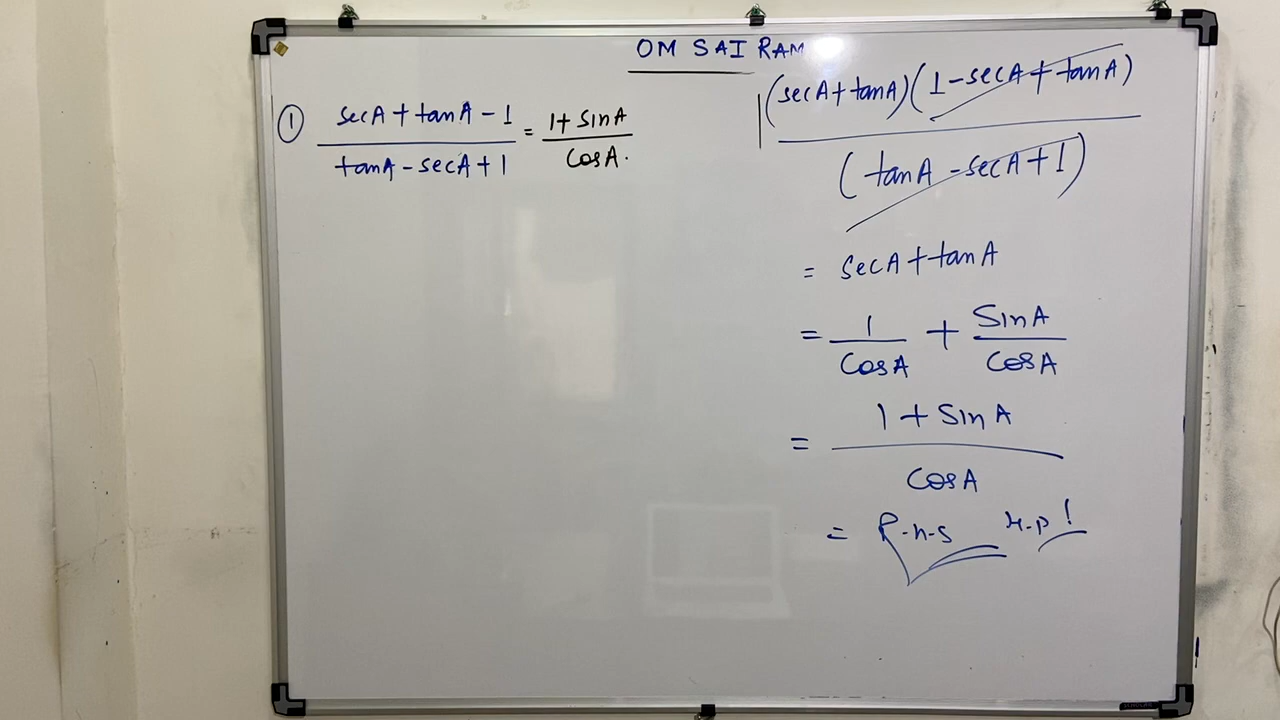 OM SAI RAM
① secA + tanA - 1 = 1 + SinA
tanA - secA + 1 CosA.
(secA + tanA)(1 - secA + tanA)
(tanA - secA + 1)
= secA + tanA
= 1 + SinA
CosA CosA
= 1 + SinA
CosA
= R-h-s H.p!